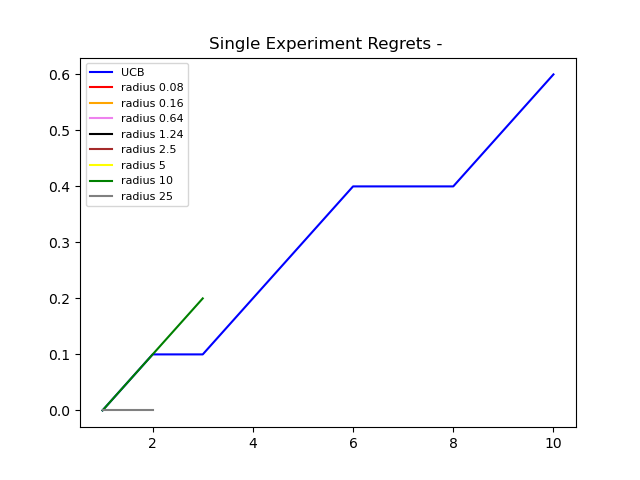 Single Experiment Regrets -
0.6
0.5
0.4
0.3
0.2
0.1
0.0
UCB
radius 0.08
radius 0.16
radius 0.64
radius 1.24
radius 2.5
radius 5
radius 10
radius 25
2 4 6 8 10